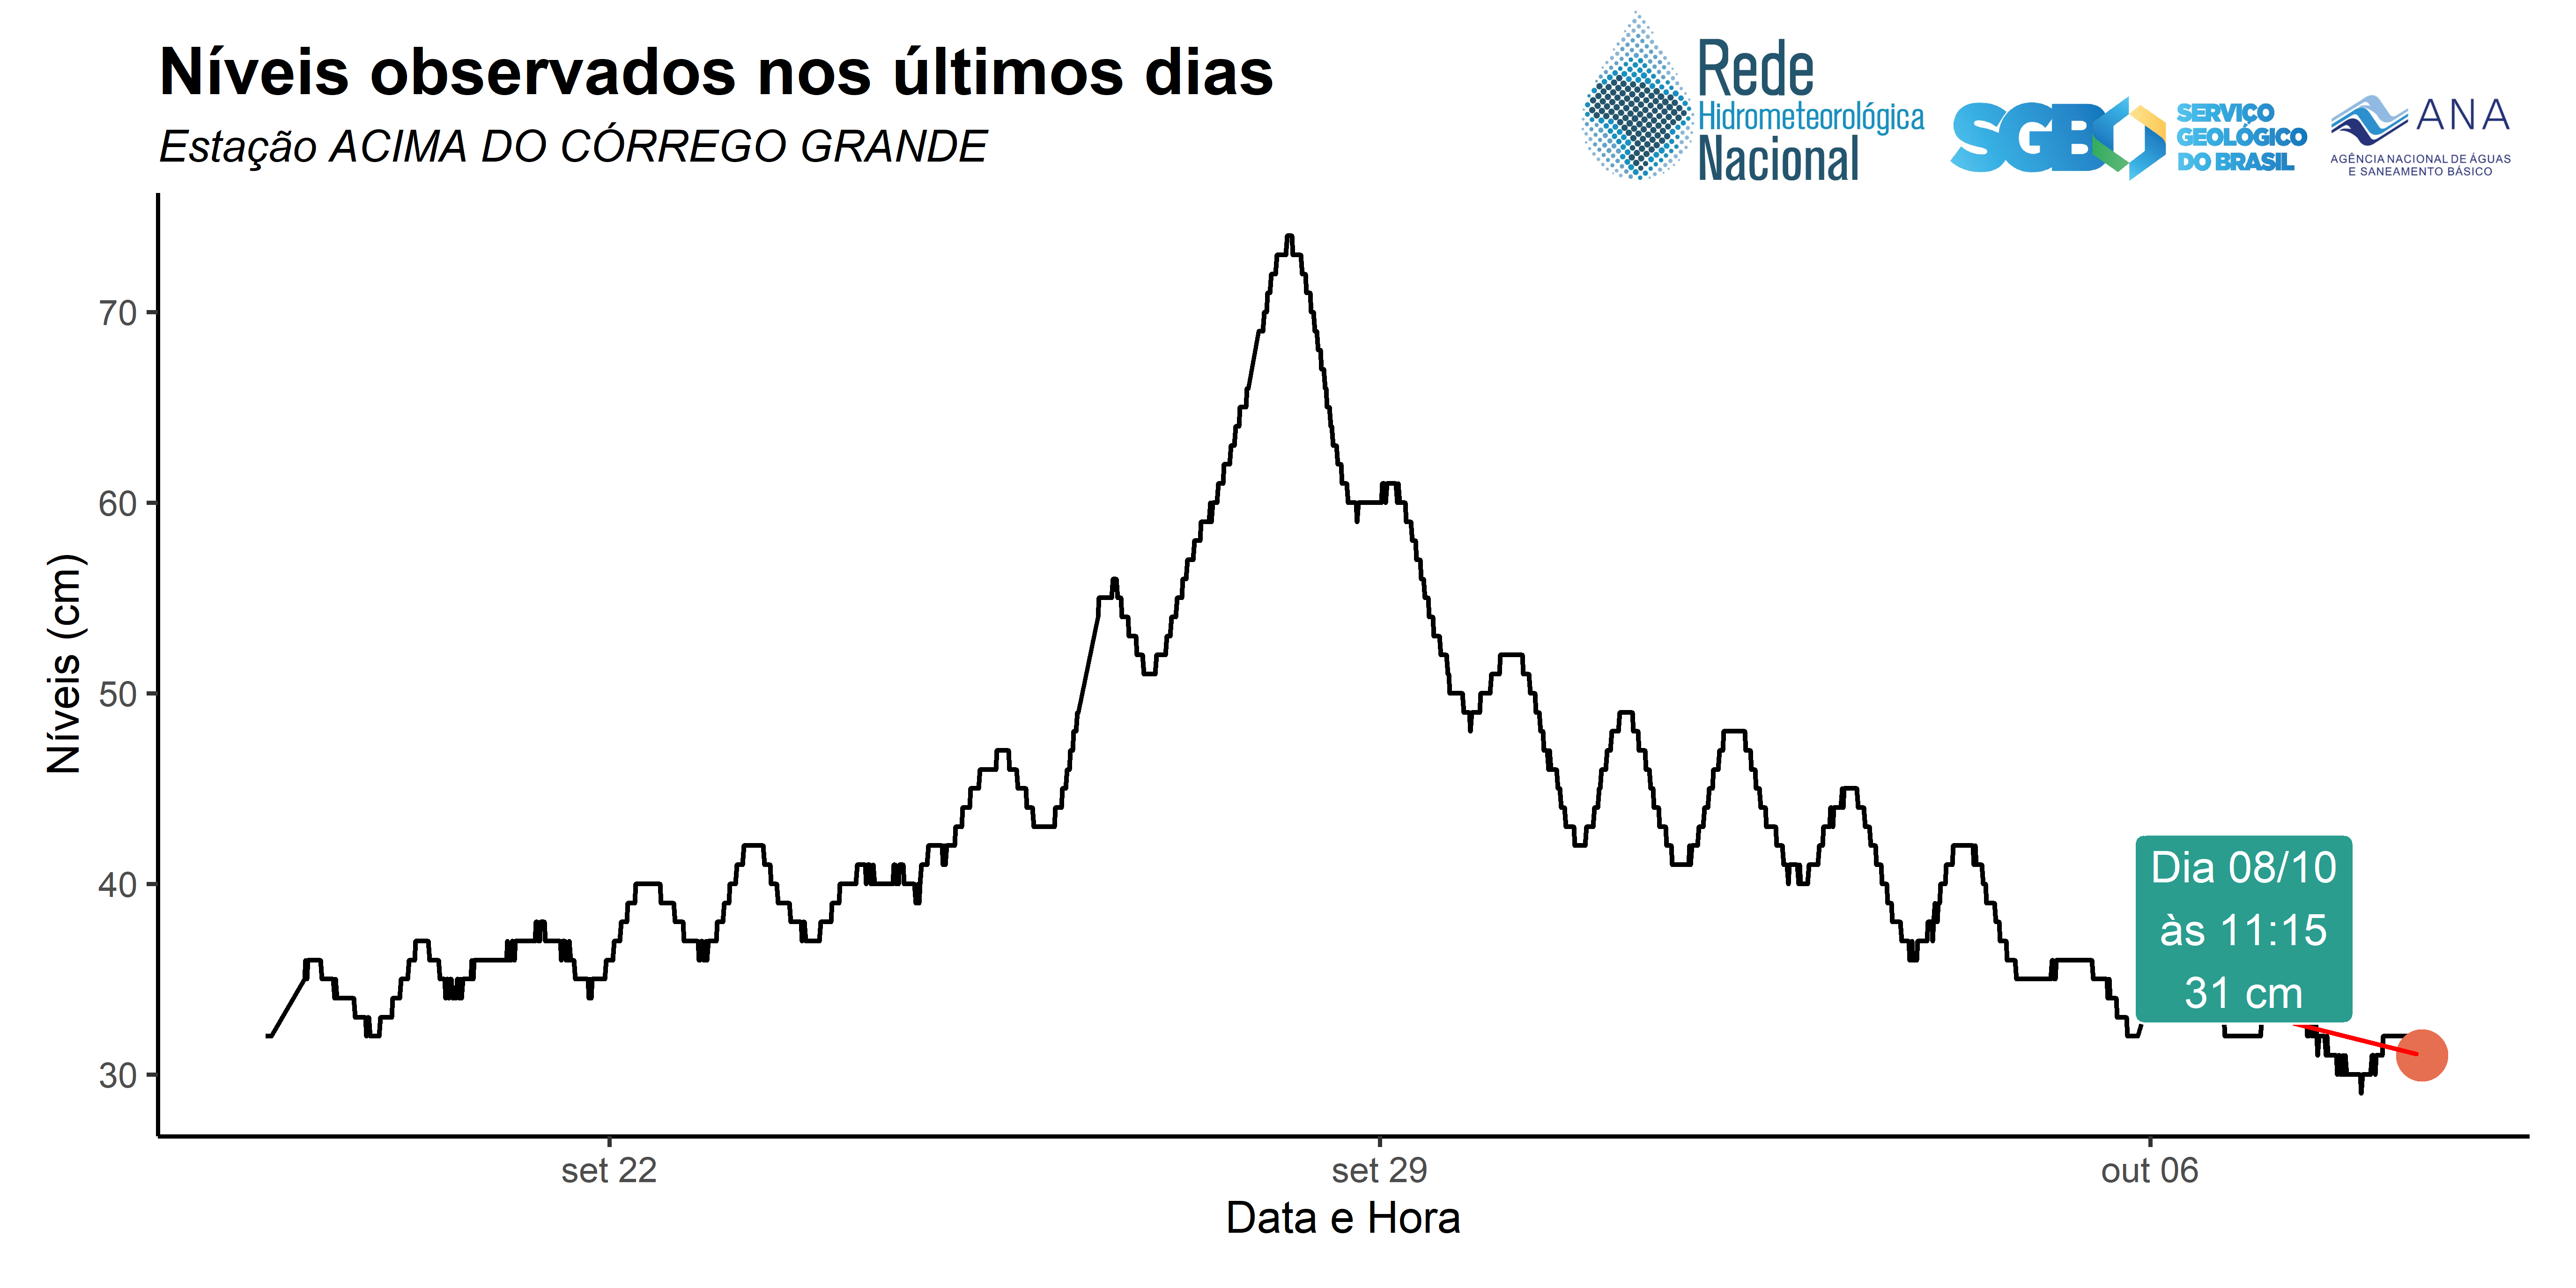 Níveis observados nos últimos dias
Estação ACIMA DO CÓRREGO GRANDE
Rede
Hidrometeorológica
Nacional
SGB
SERVIÇO
GEOLÓGICO
DO BRASIL
ANA
AGÊNCIA NACIONAL DE ÁGUAS
E SANEAMENTO BÁSICO
Níveis (cm)
70
60
50
40
30
Dia 08/10
às 11:15
31 cm
set 22
set 29
out 06
Data e Hora